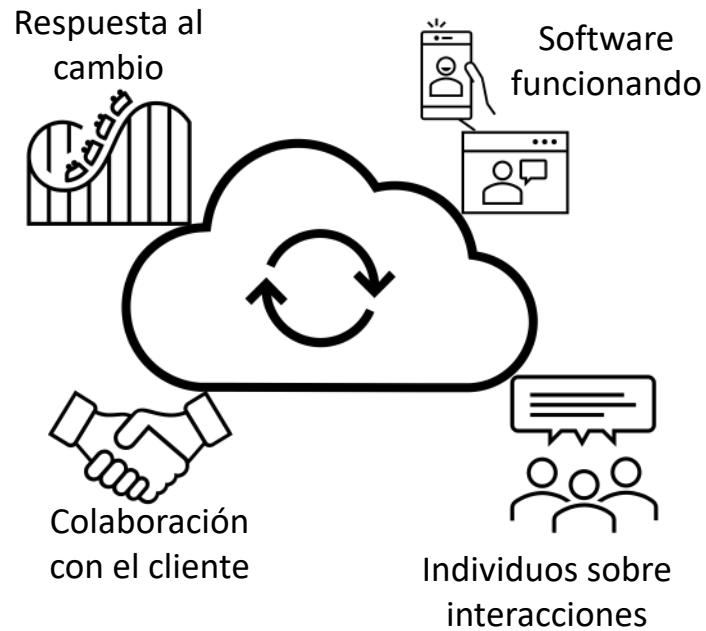 Respuesta al
cambio
Software
funcionando
Colaboración
con el cliente
Individuos sobre
interacciones